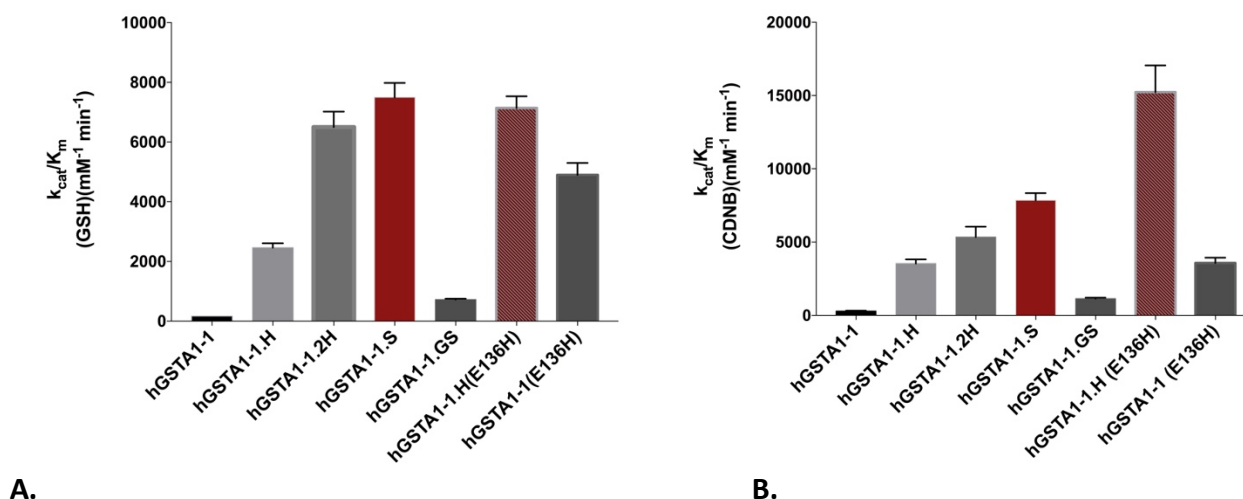 10000
8000
6000
4000
2000
0
kcat/Km
(GSH)(mM-1 min-1)
hGSTA1-1
hGSTA1-1.H
hGSTA1-1.2H
hGSTA1-1.S
hGSTA1-1.GS
hGSTA1-1.H(E136H)
hGSTA1-1(E136H)
A.
20000
15000
10000
5000
0
kcat/Km
(CDNB)(mM-1 min-1)
hGSTA1-1
hGSTA1-1.H
hGSTA1-1.2H
hGSTA1-1.S
hGSTA1-1.GS
hGSTA1-1.H (E136H)
hGSTA1-1 (E136H)
B.